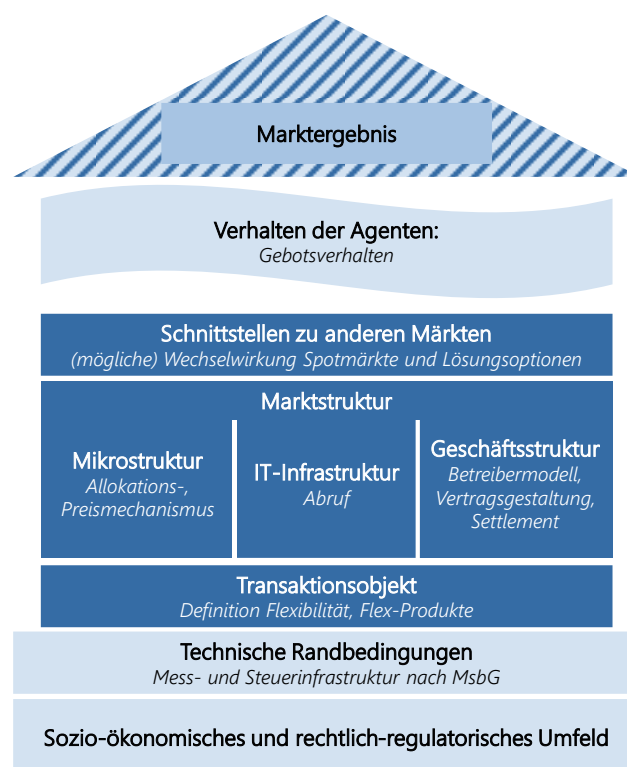 Marktergebnis
Verhalten der Agenten:
Gebotsverhalten
Schnittstellen zu anderen Märkten
(mögliche) Wechselwirkung Spotmärkte und Lösungsoptionen
Marktstruktur
Mikrostruktur
Allokations-,
Preismechanismus
IT-Infrastruktur
Abruf
Geschäftsstruktur
Betreibermodell,
Vertragsgestaltung,
Settlement
Transaktionsobjekt
Definition Flexibilität, Flex-Produkte
Technische Randbedingungen
Mess- und Steuerinfrastruktur nach MsbG
Sozio-ökonomisches und rechtlich-regulatorisches Umfeld